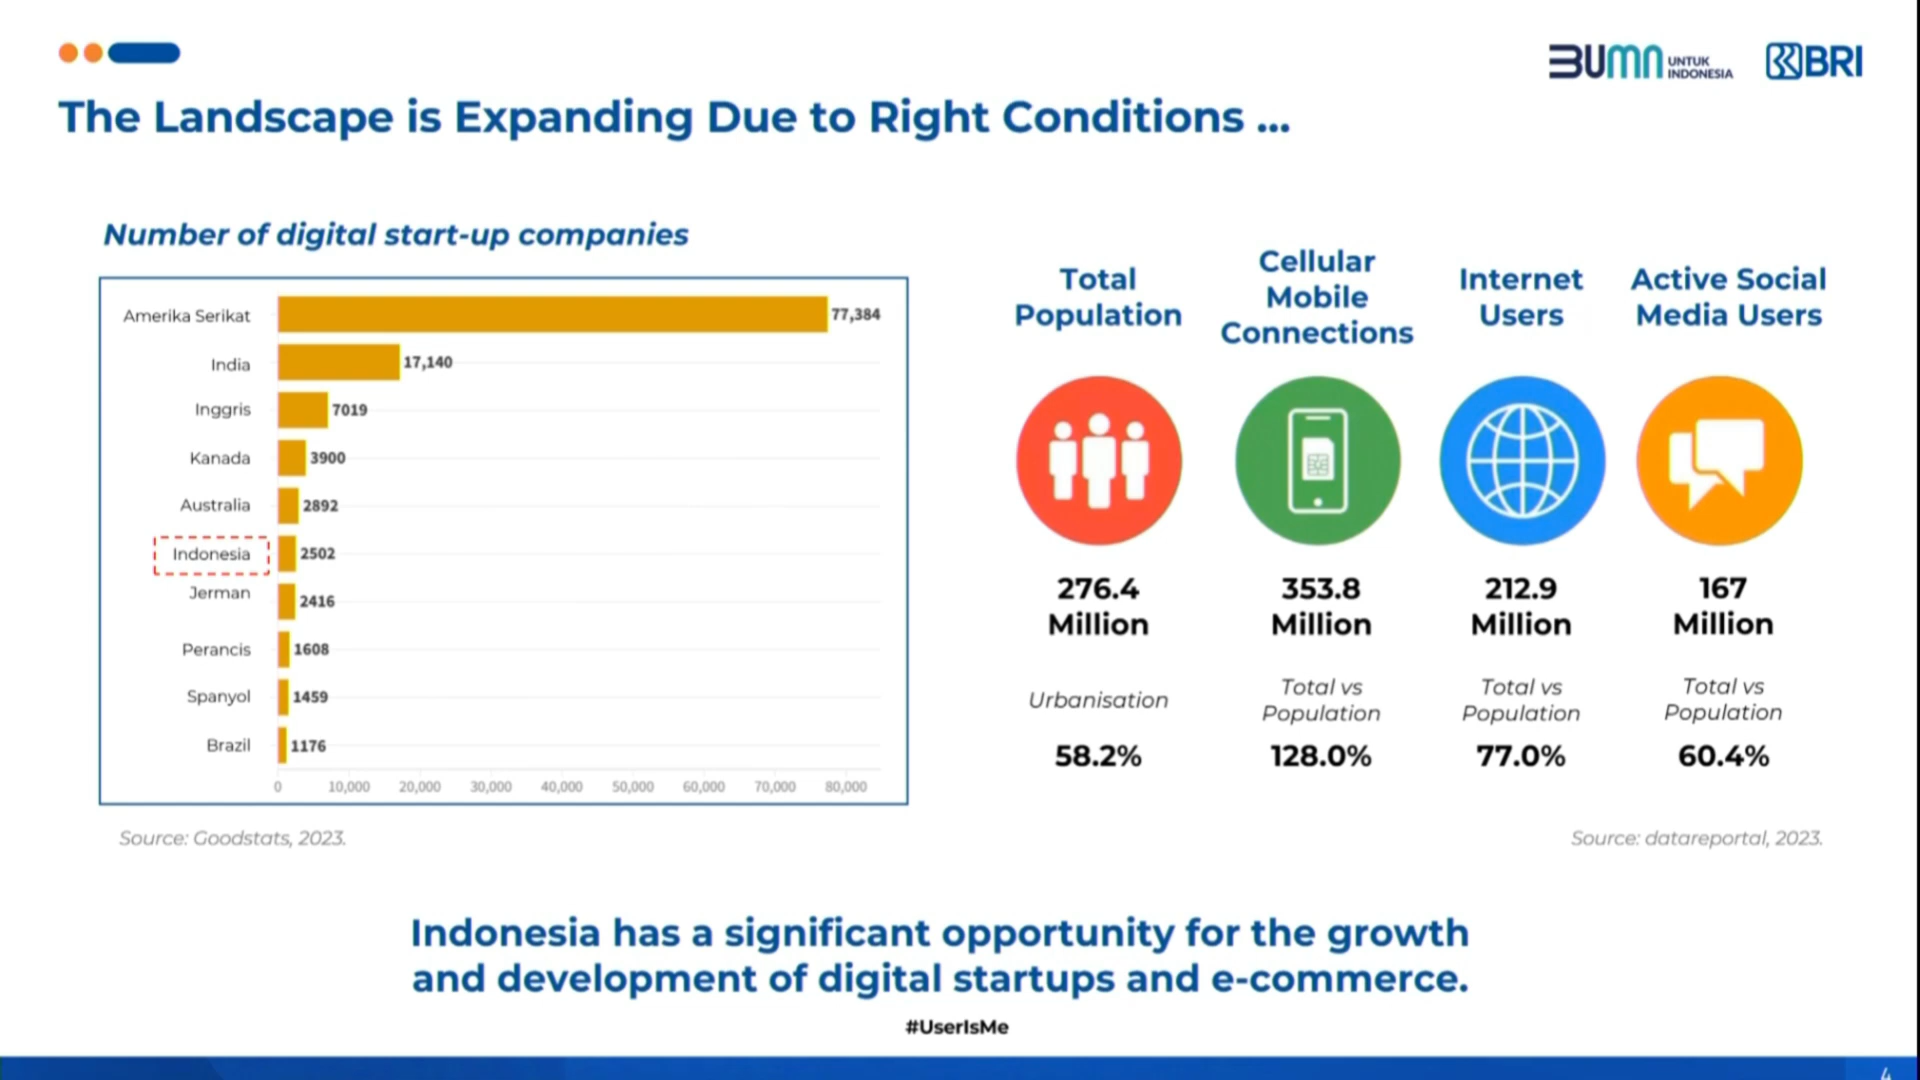 BUMN UNTUK
INDONESIA
BRI
The Landscape is Expanding Due to Right Conditions ...
Number of digital start-up companies
Amerika Serikat 77,384
India 17,140
Inggris 7019
Kanada 3900
Australia 2892
Indonesia 2502
Jerman 2416
Perancis 1608
Spanyol 1459
Brazil 1176
0 10,000 20,000 30,000 40,000 50,000 60,000 70,000 80,000
Source: Goodstats, 2023.
Total
Population
276.4
Million
Urbanisation
58.2%
Cellular
Mobile
Connections
353.8
Million
Total vs
Population
128.0%
Internet
Users
212.9
Million
Total vs
Population
77.0%
Active Social
Media Users
167
Million
Total vs
Population
60.4%
Source: datareportal, 2023.
Indonesia has a significant opportunity for the growth
and development of digital startups and e-commerce.
#UserIsMe
4